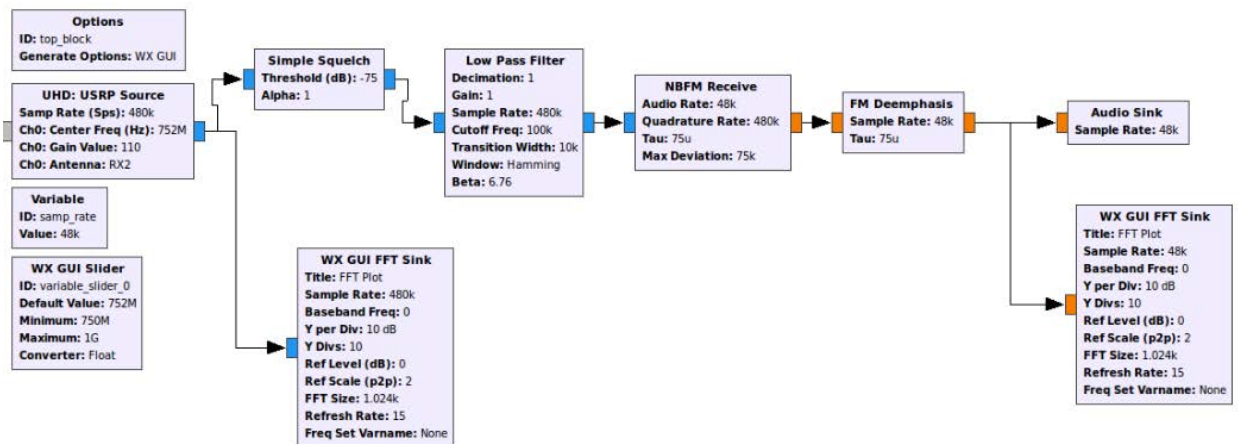 Options
ID: top_block
Generate Options: WX GUI
UHD: USRP Source
Samp Rate (Sps): 480k
Ch0: Center Freq (Hz): 752M
Ch0: Gain Value: 110
Ch0: Antenna: RX2
Variable
ID: samp_rate
Value: 48k
WX GUI Slider
ID: variable_slider_0
Default Value: 752M
Minimum: 750M
Maximum: 1G
Converter: Float
Simple Squelch
Threshold (dB): -75
Alpha: 1
WX GUI FFT Sink
Title: FFT Plot
Sample Rate: 480k
Baseband Freq: 0
Y per Div: 10 dB
Y Divs: 10
Ref Level (dB): 0
Ref Scale (p2p): 2
FFT Size: 1.024k
Refresh Rate: 15
Freq Set Varname: None
Low Pass Filter
Decimation: 1
Gain: 1
Sample Rate: 480k
Cutoff Freq: 100k
Transition Width: 10k
Window: Hamming
Beta: 6.76
NBFM Receive
Audio Rate: 48k
Quadrature Rate: 480k
Tau: 75u
Max Deviation: 75k
FM Deemphasis
Sample Rate: 48k
Tau: 75u
Audio Sink
Sample Rate: 48k
WX GUI FFT Sink
Title: FFT Plot
Sample Rate: 48k
Baseband Freq: 0
Y per Div: 10 dB
Y Divs: 10
Ref Level (dB): 0
Ref Scale (p2p): 2
FFT Size: 1.024k
Refresh Rate: 15
Freq Set Varname: None